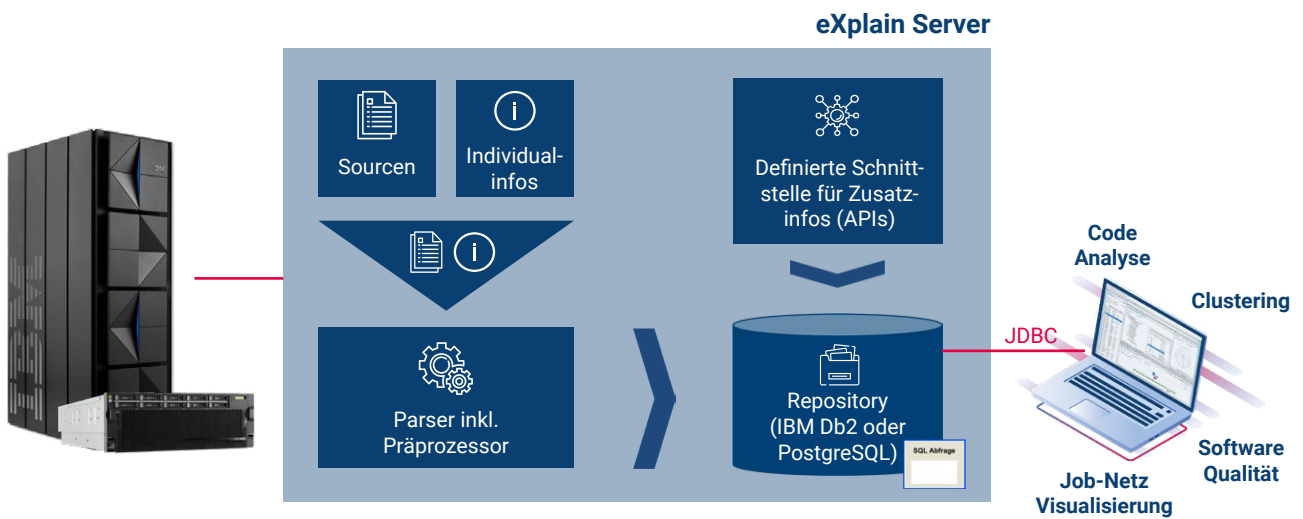 eXplain Server
Sourcen
Individual-
infos
Definierte Schnitt-
stelle für Zusatz-
infos (APIs)
Parser inkl.
Präprozessor
Repository
(IBM Db2 oder
PostgreSQL)
SQL Abfrage
JDBC
Code
Analyse
Clustering
Software
Qualität
Job-Netz
Visualisierung
IBM